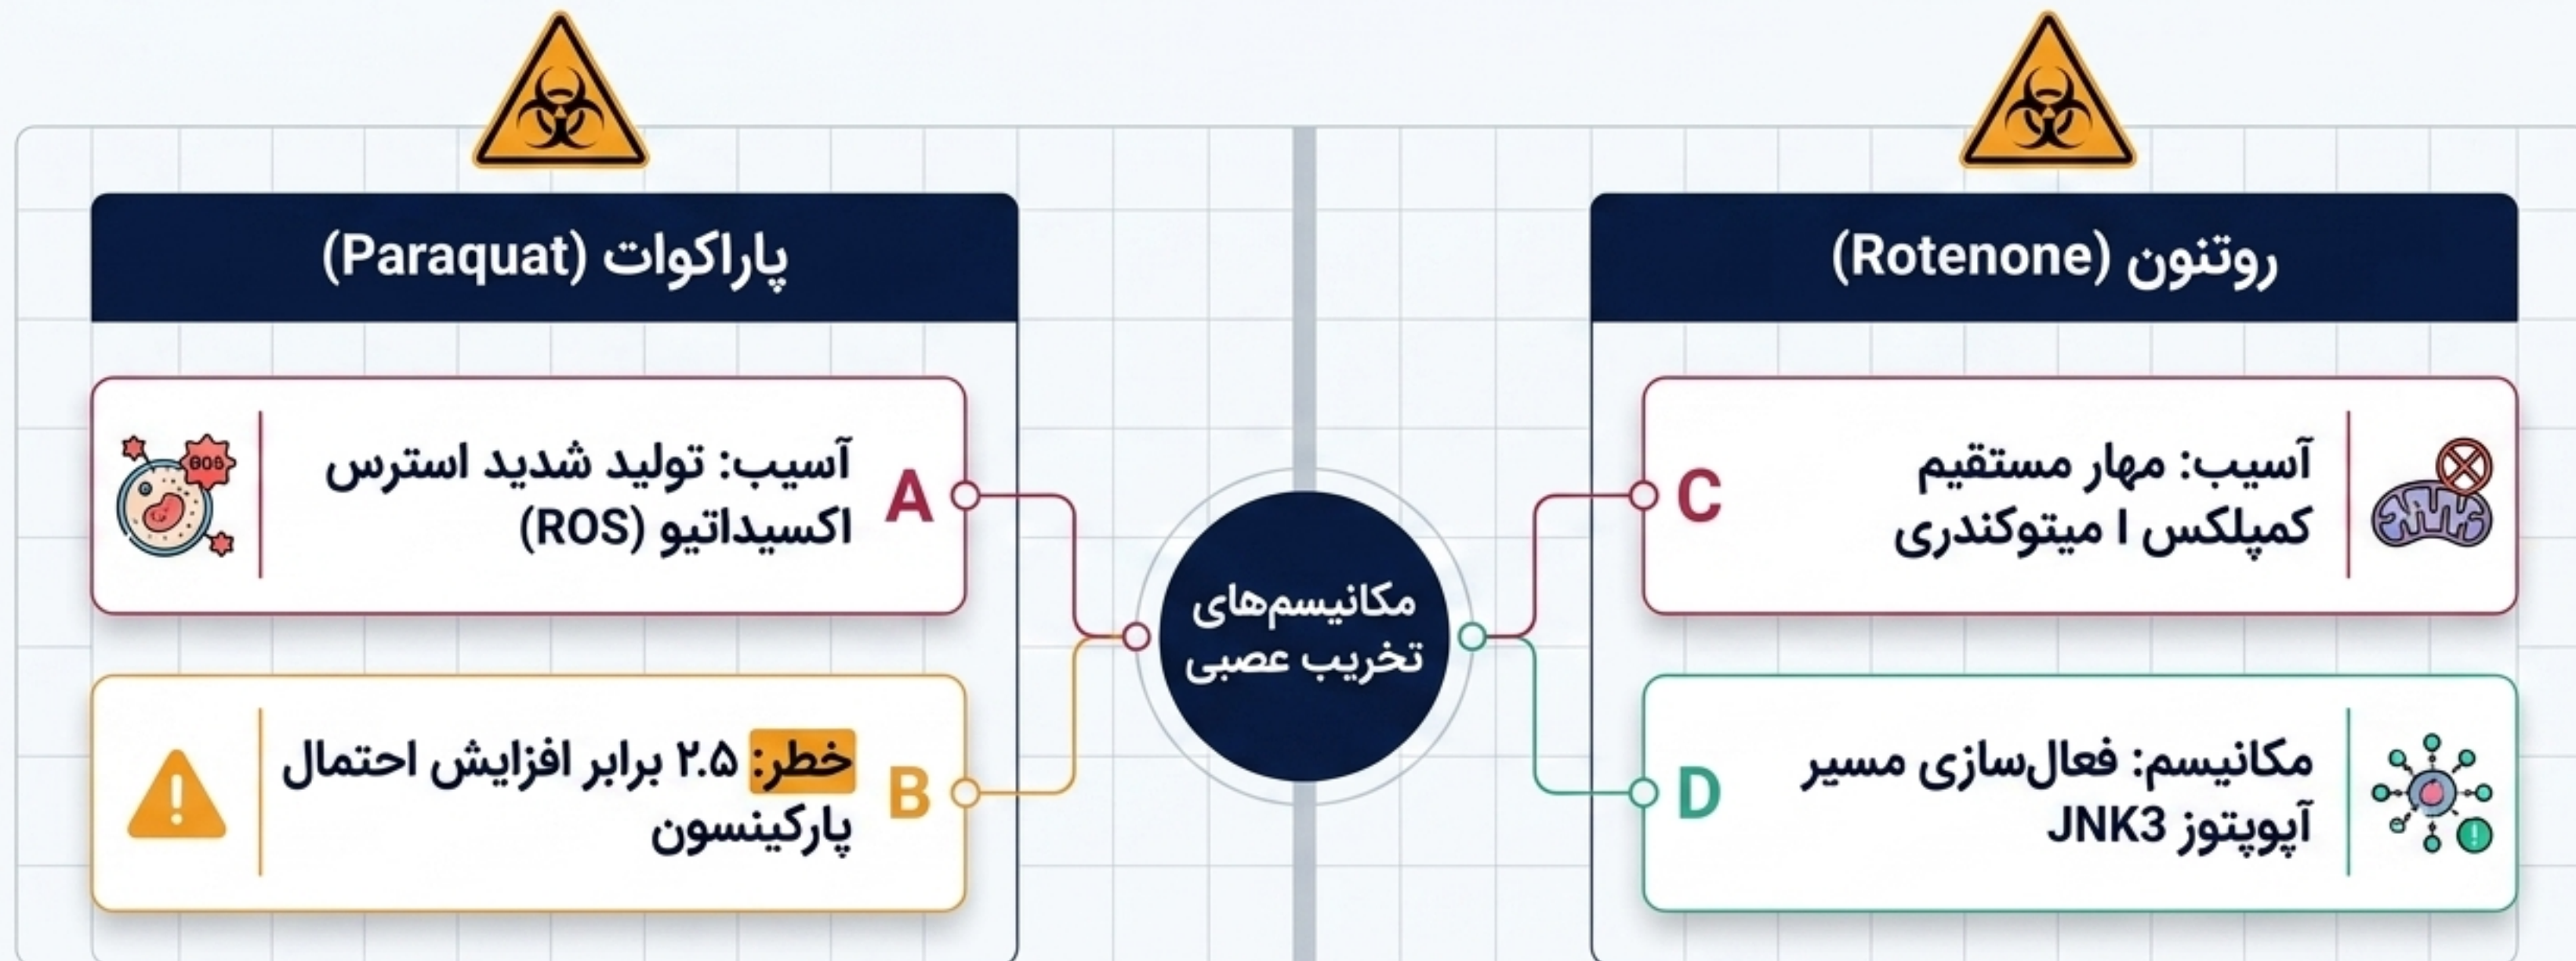 روتنون (Rotenone)
C
آسیب: مهار مستقیم
کمپلکس I میتوکندری
D
مکانیسم: فعال‌سازی مسیر
آپوپتوز JNK3
مکانیسم‌های
تخریب عصبی
پاراکوات (Paraquat)
A
آسیب: تولید شدید استرس
اکسیداتیو (ROS)
B
خطر: ۲.۵ برابر افزایش احتمال
پارکینسون